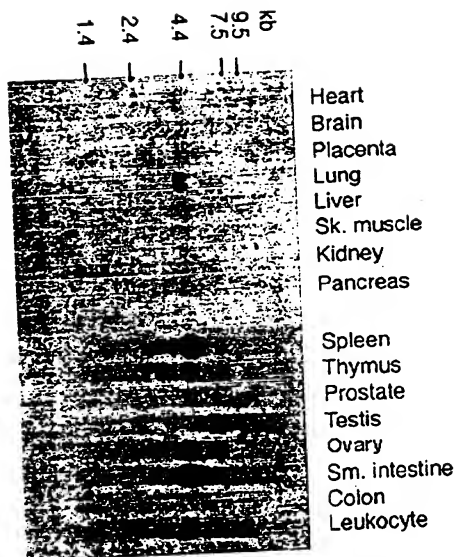 kb
9.5
7.5
4.4
2.4
1.4
Heart
Brain
Placenta
Lung
Liver
Sk. muscle
Kidney
Pancreas
Spleen
Thymus
Prostate
Testis
Ovary
Sm. intestine
Colon
Leukocyte